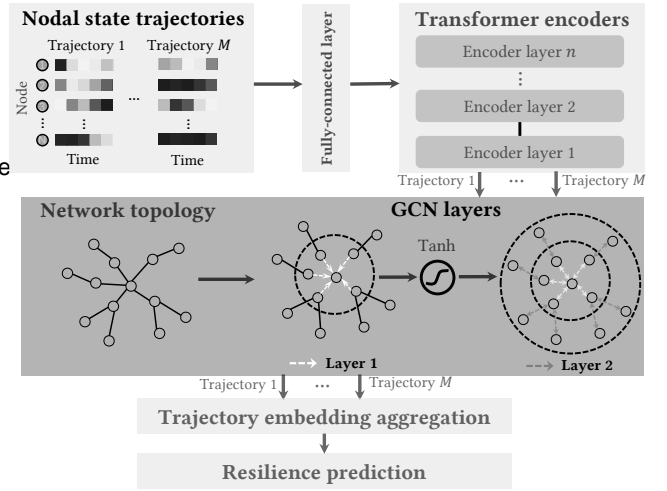 Nodal state trajectories
Trajectory 1
Trajectory M
Node
...
Time
Time
Fully-connected layer
Transformer encoders
Encoder layer n
Encoder layer 2
Encoder layer 1
e
Trajectory 1 ... Trajectory M
Network topology
GCN layers
Tanh
Layer 1
Layer 2
Trajectory 1 ... Trajectory M
Trajectory embedding aggregation
Resilience prediction